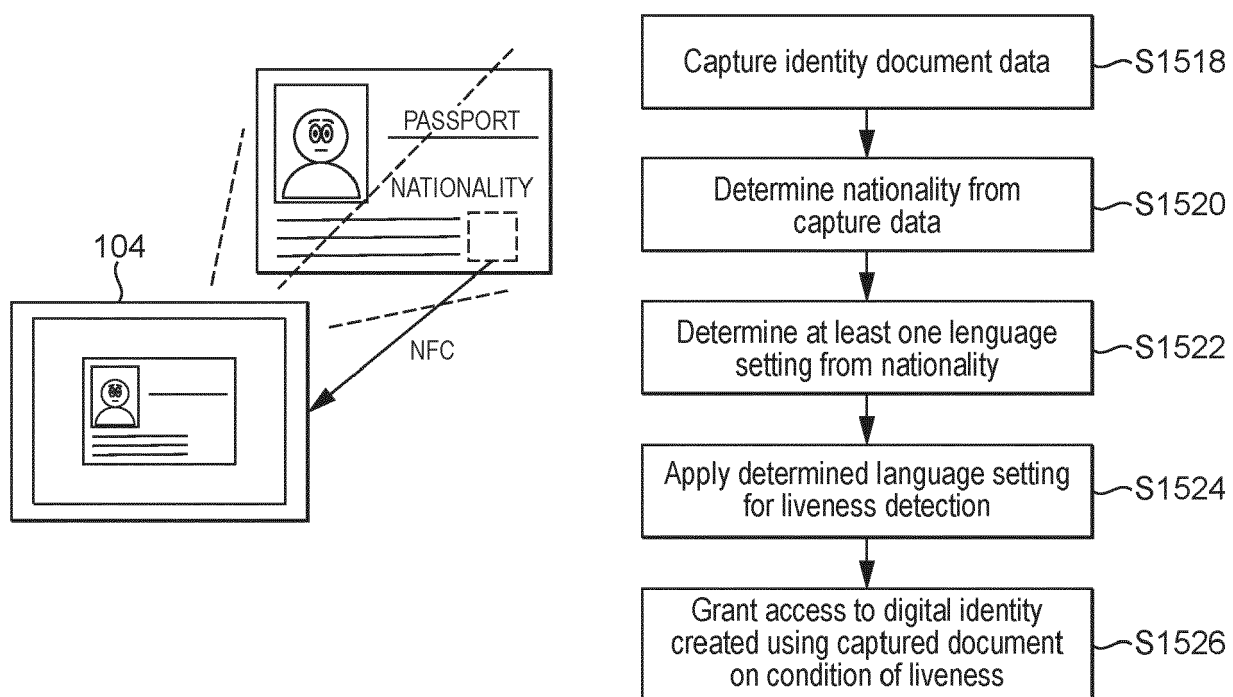 PASSPORT
NATIONALITY
104
NFC
Capture identity document data
S1518
Determine nationality from
capture data
S1520
Determine at least one lenguage
setting from nationality
S1522
Apply determined language setting
for liveness detection
S1524
Grant access to digital identity
created using captured document
on condition of liveness
S1526